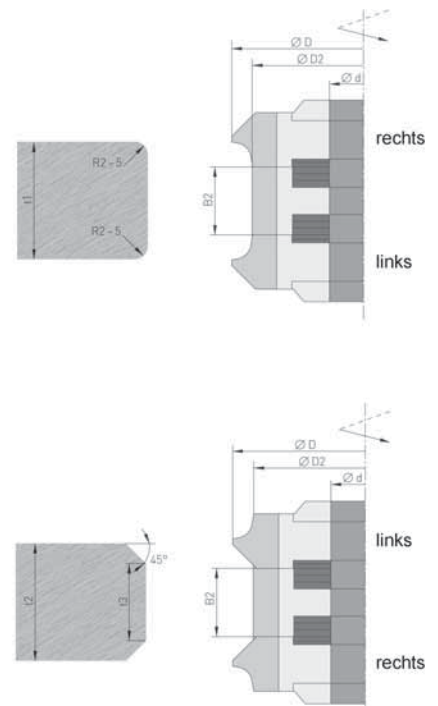 Ø D
Ø D2
Ø d
rechts
R2 - 5
t1
B2
R2 - 5
links
Ø D
Ø D2
Ø d
links
45°
t2
t3
B2
rechts